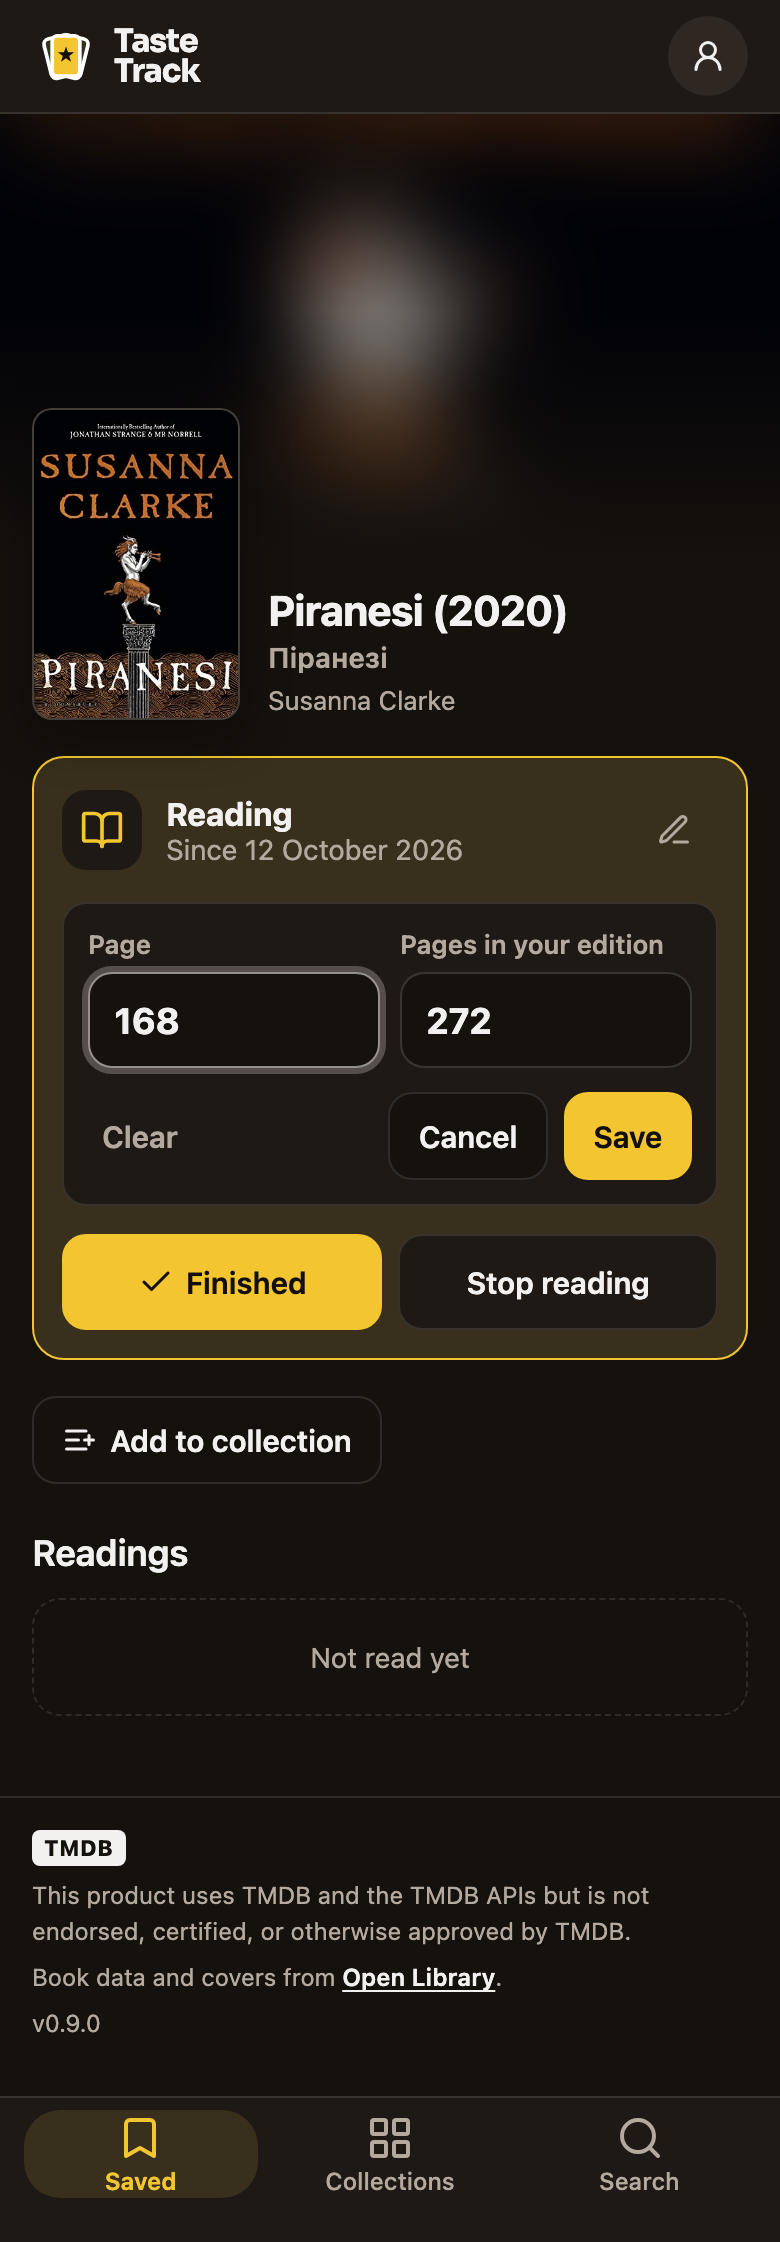 Taste
Track
Internationally Bestselling Author of
JONATHAN STRANGE & MR NORRELL
SUSANNA
CLARKE
PIRANESI
BLOOMSBURY
Piranesi (2020)
Піранезі
Susanna Clarke
Reading
Since 12 October 2026
Page
Pages in your edition
168
272
Clear
Cancel
Save
Finished
Stop reading
Add to collection
Readings
Not read yet
TMDB
This product uses TMDB and the TMDB APIs but is not
endorsed, certified, or otherwise approved by TMDB.
Book data and covers from Open Library.
v0.9.0
Saved
Collections
Search